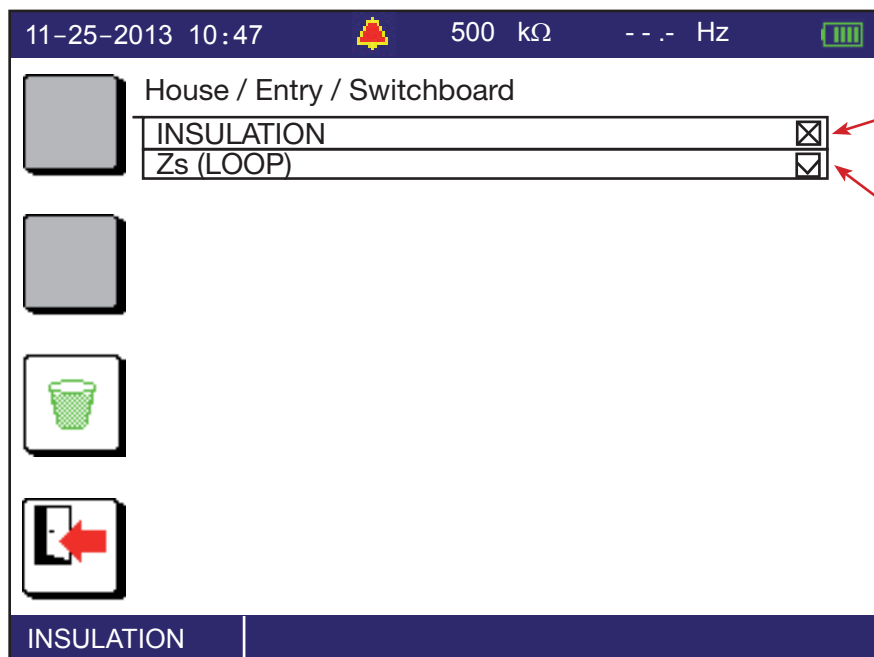 11-25-2013 10:47 500 kΩ - - .- Hz
House / Entry / Switchboard
INSULATION
Zs (LOOP)
INSULATION